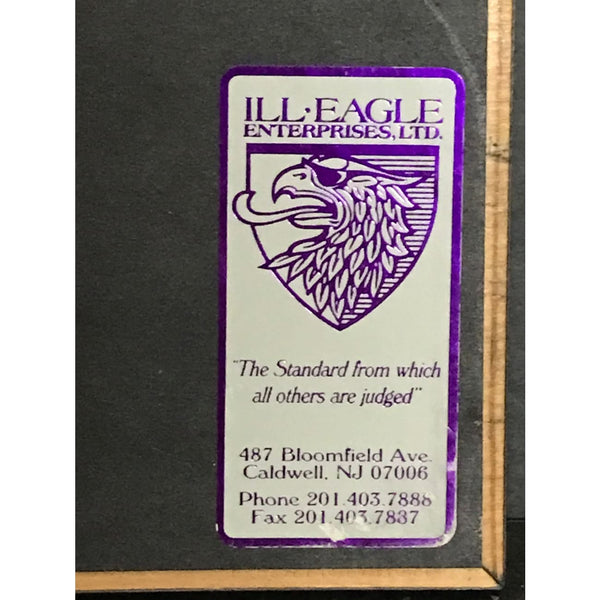 ILL·EAGLE
ENTERPRISES, LTD.
"The Standard from which
all others are judged"
487 Bloomfield Ave.
Caldwell, NJ 07006
Phone 201.403.7888
Fax 201.403.7887